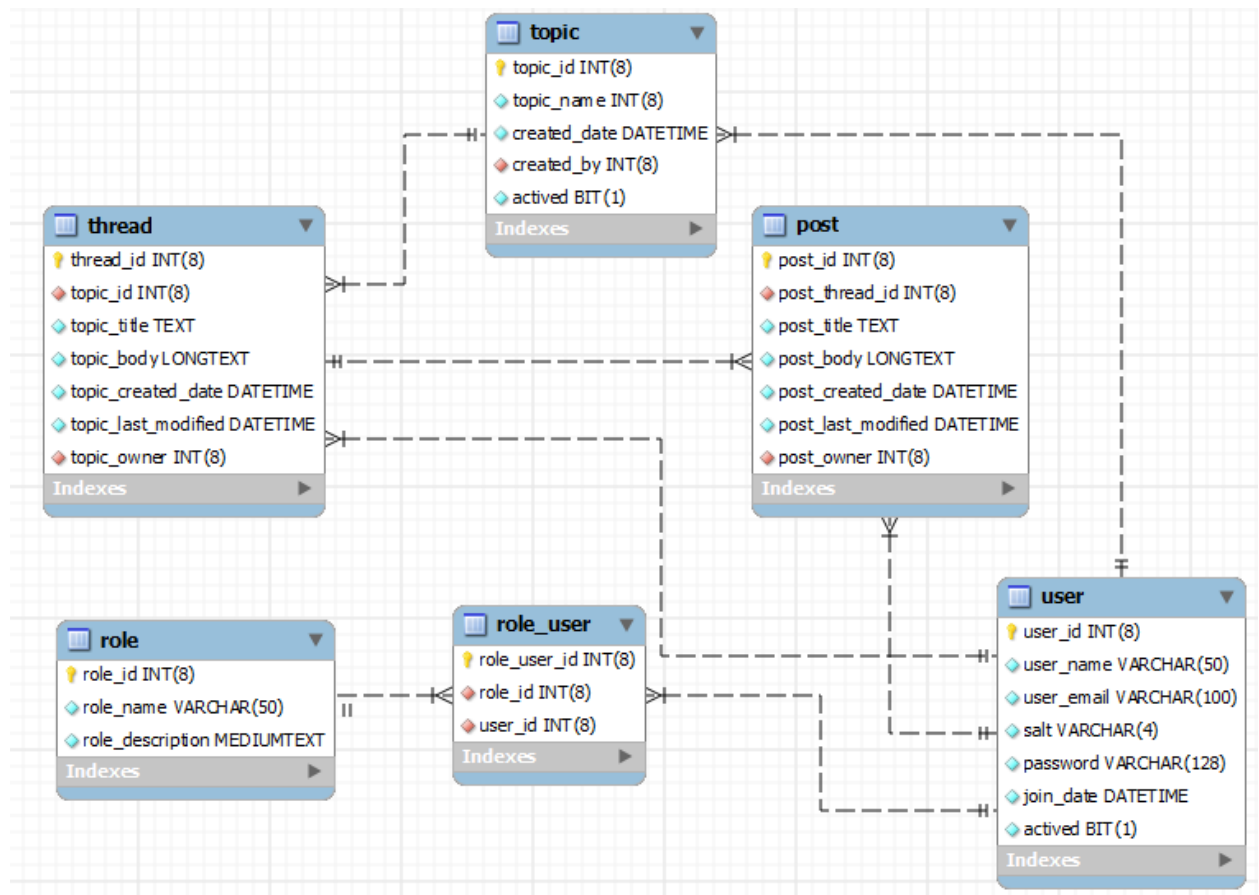 topic
topic_id INT(8)
topic_name INT(8)
created_date DATETIME
created_by INT(8)
actived BIT(1)
Indexes
thread
thread_id INT(8)
topic_id INT(8)
topic_title TEXT
topic_body LONGTEXT
topic_created_date DATETIME
topic_last_modified DATETIME
topic_owner INT(8)
Indexes
post
post_id INT(8)
post_thread_id INT(8)
post_title TEXT
post_body LONGTEXT
post_created_date DATETIME
post_last_modified DATETIME
post_owner INT(8)
Indexes
role
role_id INT(8)
role_name VARCHAR(50)
role_description MEDIUMTEXT
Indexes
role_user
role_user_id INT(8)
role_id INT(8)
user_id INT(8)
Indexes
user
user_id INT(8)
user_name VARCHAR(50)
user_email VARCHAR(100)
salt VARCHAR(4)
password VARCHAR(128)
join_date DATETIME
actived BIT(1)
Indexes